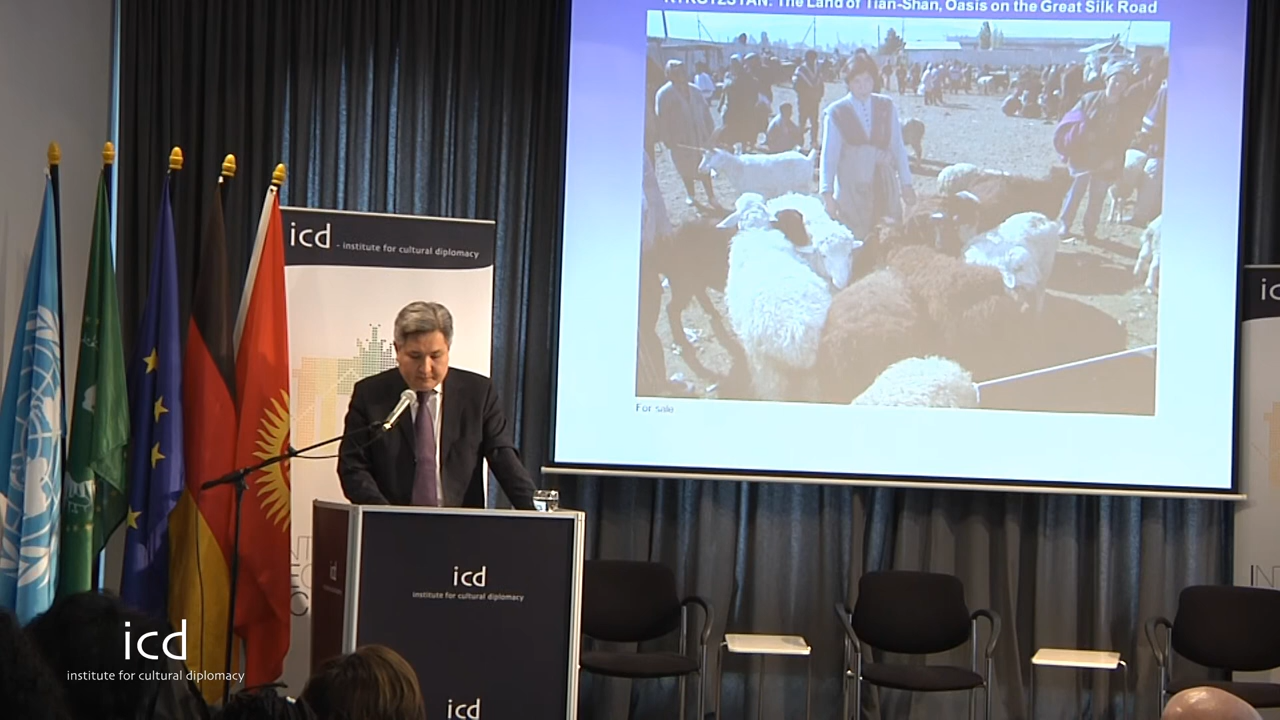 KYRGYZSTAN: The Land of Tian-Shan, Oasis on the Great Silk Road
For sale
icd - institute for cultural diplomacy
icd
institute for cultural diplomacy
icd
icd
institute for cultural diplomacy